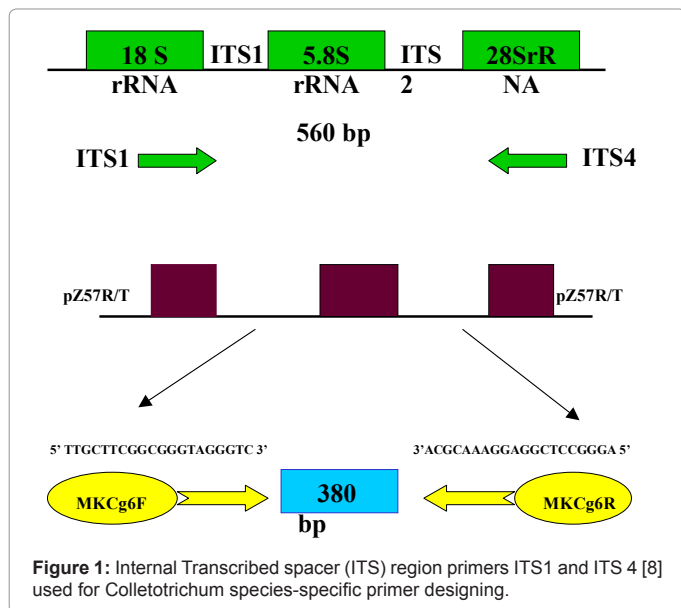 18 S ITS1 5.8S ITS 28SrR
rRNA rRNA 2 NA
560 bp
ITS1 ITS4
pZ57R/T pZ57R/T
5' TTGCTTCGGCGGGTAGGGTC 3' 3'ACGCAAAGGAGGCTCCGGGA 5'
MKCg6F 380 MKCg6R
bp
Figure 1: Internal Transcribed spacer (ITS) region primers ITS1 and ITS 4 [8]
used for Colletotrichum species-specific primer designing.